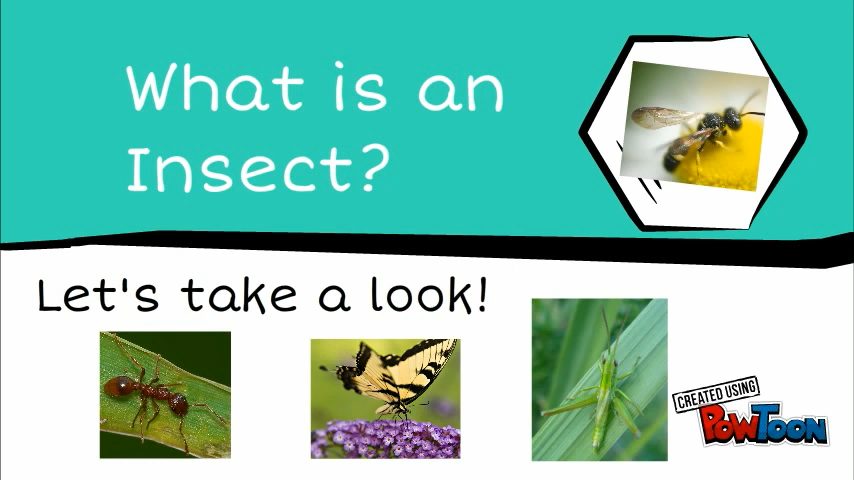 What is an
Insect?
Let's take a look!
CREATED USING
POWTOON